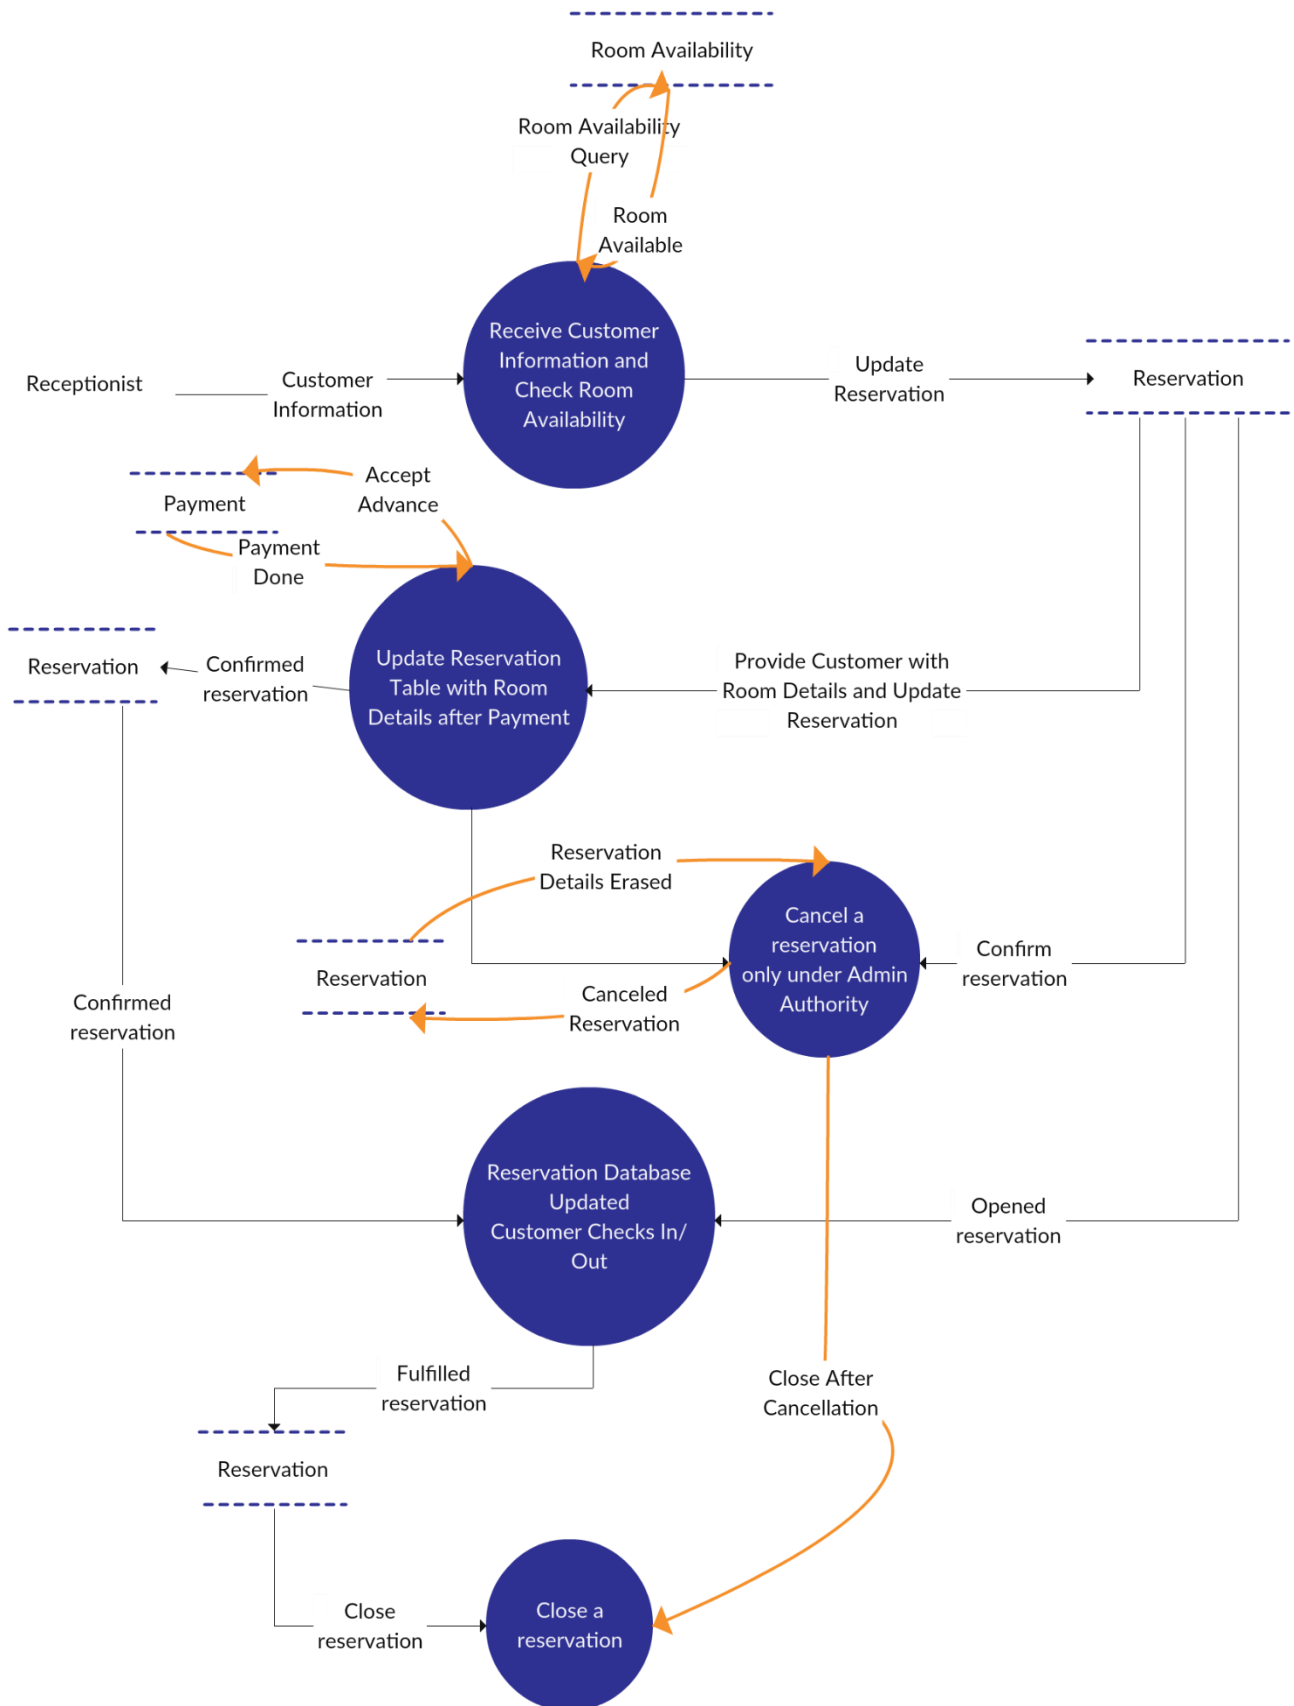 Room Availability
Room Availability
Query
Room
Available
Receive Customer
Information and
Check Room
Availability
Receptionist
Customer
Information
Update
Reservation
Reservation
Accept
Advance
Payment
Payment
Done
Update Reservation
Table with Room
Details after Payment
Confirmed
reservation
Reservation
Provide Customer with
Room Details and Update
Reservation
Reservation
Details Erased
Cancel a
reservation
only under Admin
Authority
Confirm
reservation
Reservation
Canceled
Reservation
Confirmed
reservation
Reservation Database
Updated
Customer Checks In/
Out
Opened
reservation
Fulfilled
reservation
Close After
Cancellation
Reservation
Close
reservation
Close a
reservation